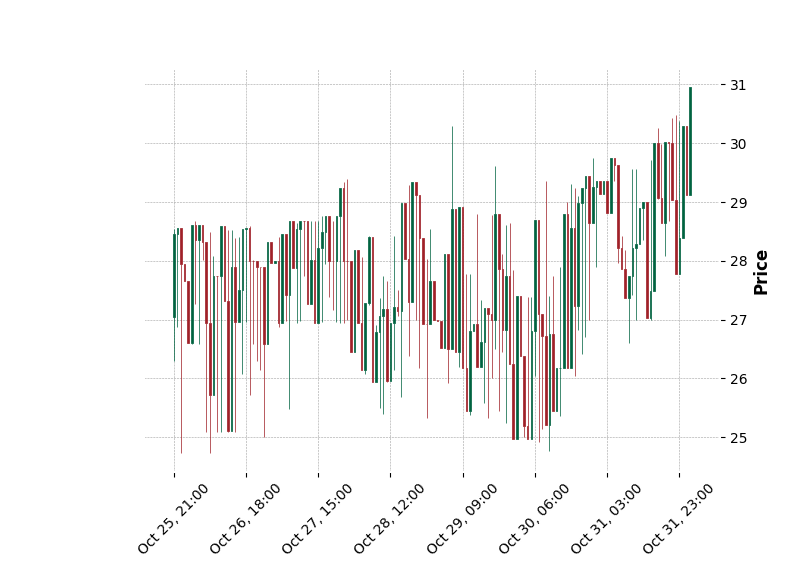 31
30
29
28
27
26
25
Price
Oct 25, 21:00
Oct 26, 18:00
Oct 27, 15:00
Oct 28, 12:00
Oct 29, 09:00
Oct 30, 06:00
Oct 31, 03:00
Oct 31, 23:00